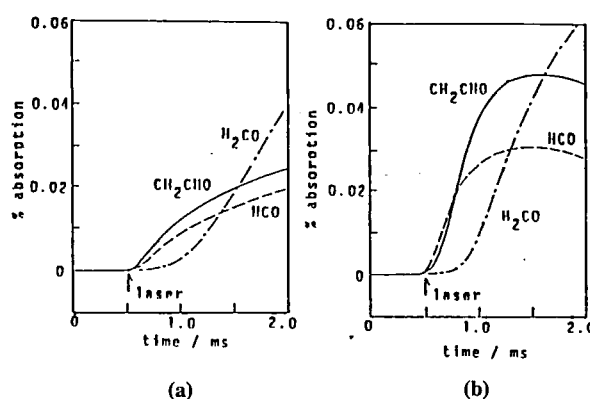 0.06
% absorption
0.04
H₂CO
CH₂CHO
0.02
HCO
0
laser
0 1.0 2.0
time / ms
(a)
0.06
% absorption
CH₂CHO
0.04
HCO
0.02
H₂CO
0
laser
0 1.0 2.0
time / ms
(b)